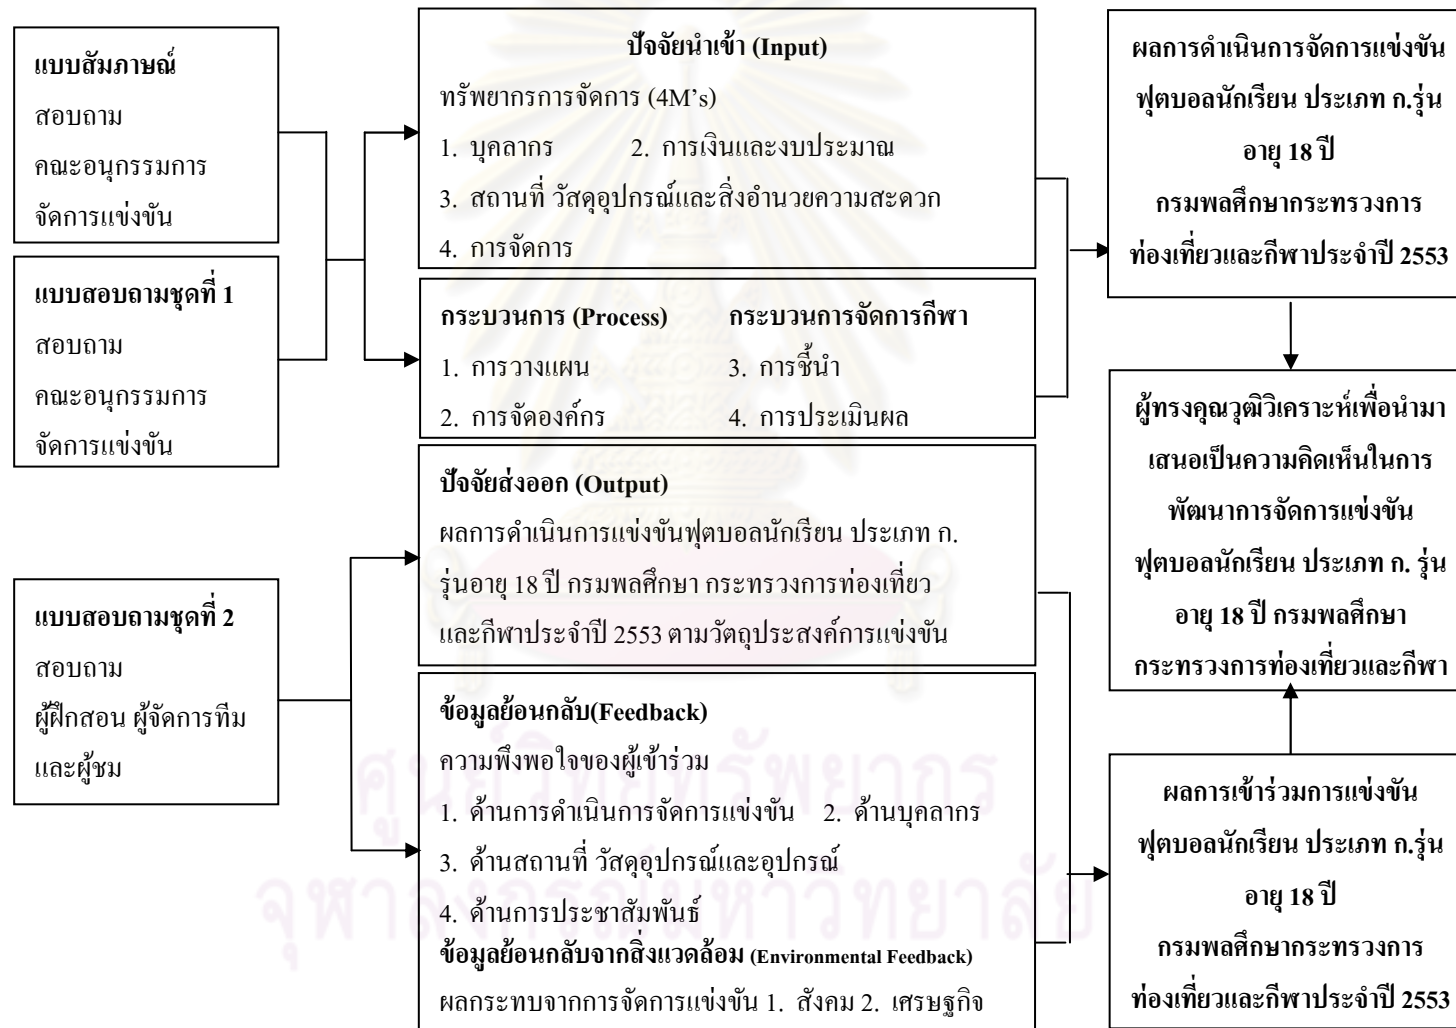 แบบสัมภาษณ์
สอบถาม
คณะอนุกรรมการ
จัดการแข่งขัน
แบบสอบถามชุดที่ 1
สอบถาม
คณะอนุกรรมการ
จัดการแข่งขัน
แบบสอบถามชุดที่ 2
สอบถาม
ผู้ฝึกสอน ผู้จัดการทีม
และผู้ชม
ปัจจัยนำเข้า (Input)
ทรัพยากรการจัดการ (4M’s)
1. บุคลากร 2. การเงินและงบประมาณ
3. สถานที่ วัสดุอุปกรณ์และสิ่งอำนวยความสะดวก
4. การจัดการ
กระบวนการ (Process) กระบวนการจัดการกีฬา
1. การวางแผน 3. การชี้นำ
2. การจัดองค์กร 4. การประเมินผล
ปัจจัยส่งออก (Output)
ผลการดำเนินการแข่งขันฟุตบอลนักเรียน ประเภท ก.
รุ่นอายุ 18 ปี กรมพลศึกษา กระทรวงการท่องเที่ยว
และกีฬาประจำปี 2553 ตามวัตถุประสงค์การแข่งขัน
ข้อมูลย้อนกลับ(Feedback)
ความพึงพอใจของผู้เข้าร่วม
1. ด้านการดำเนินการจัดการแข่งขัน 2. ด้านบุคลากร
3. ด้านสถานที่ วัสดุอุปกรณ์และอุปกรณ์
4. ด้านการประชาสัมพันธ์
ข้อมูลย้อนกลับจากสิ่งแวดล้อม (Environmental Feedback)
ผลกระทบจากการจัดการแข่งขัน 1. สังคม 2. เศรษฐกิจ
ผลการดำเนินการจัดการแข่งขัน
ฟุตบอลนักเรียน ประเภท ก.รุ่น
อายุ 18 ปี
กรมพลศึกษากระทรวงการ
ท่องเที่ยวและกีฬาประจำปี 2553
ผู้ทรงคุณวุฒิวิเคราะห์เพื่อนำมา
เสนอเป็นความคิดเห็นในการ
พัฒนาการจัดการแข่งขัน
ฟุตบอลนักเรียน ประเภท ก. รุ่น
อายุ 18 ปี กรมพลศึกษา
กระทรวงการท่องเที่ยวและกีฬา
ผลการเข้าร่วมการแข่งขัน
ฟุตบอลนักเรียน ประเภท ก.รุ่น
อายุ 18 ปี
กรมพลศึกษากระทรวงการ
ท่องเที่ยวและกีฬาประจำปี 2553
ศูนย์วิทยทรัพยากร
จุฬาลงกรณ์มหาวิทยาลัย